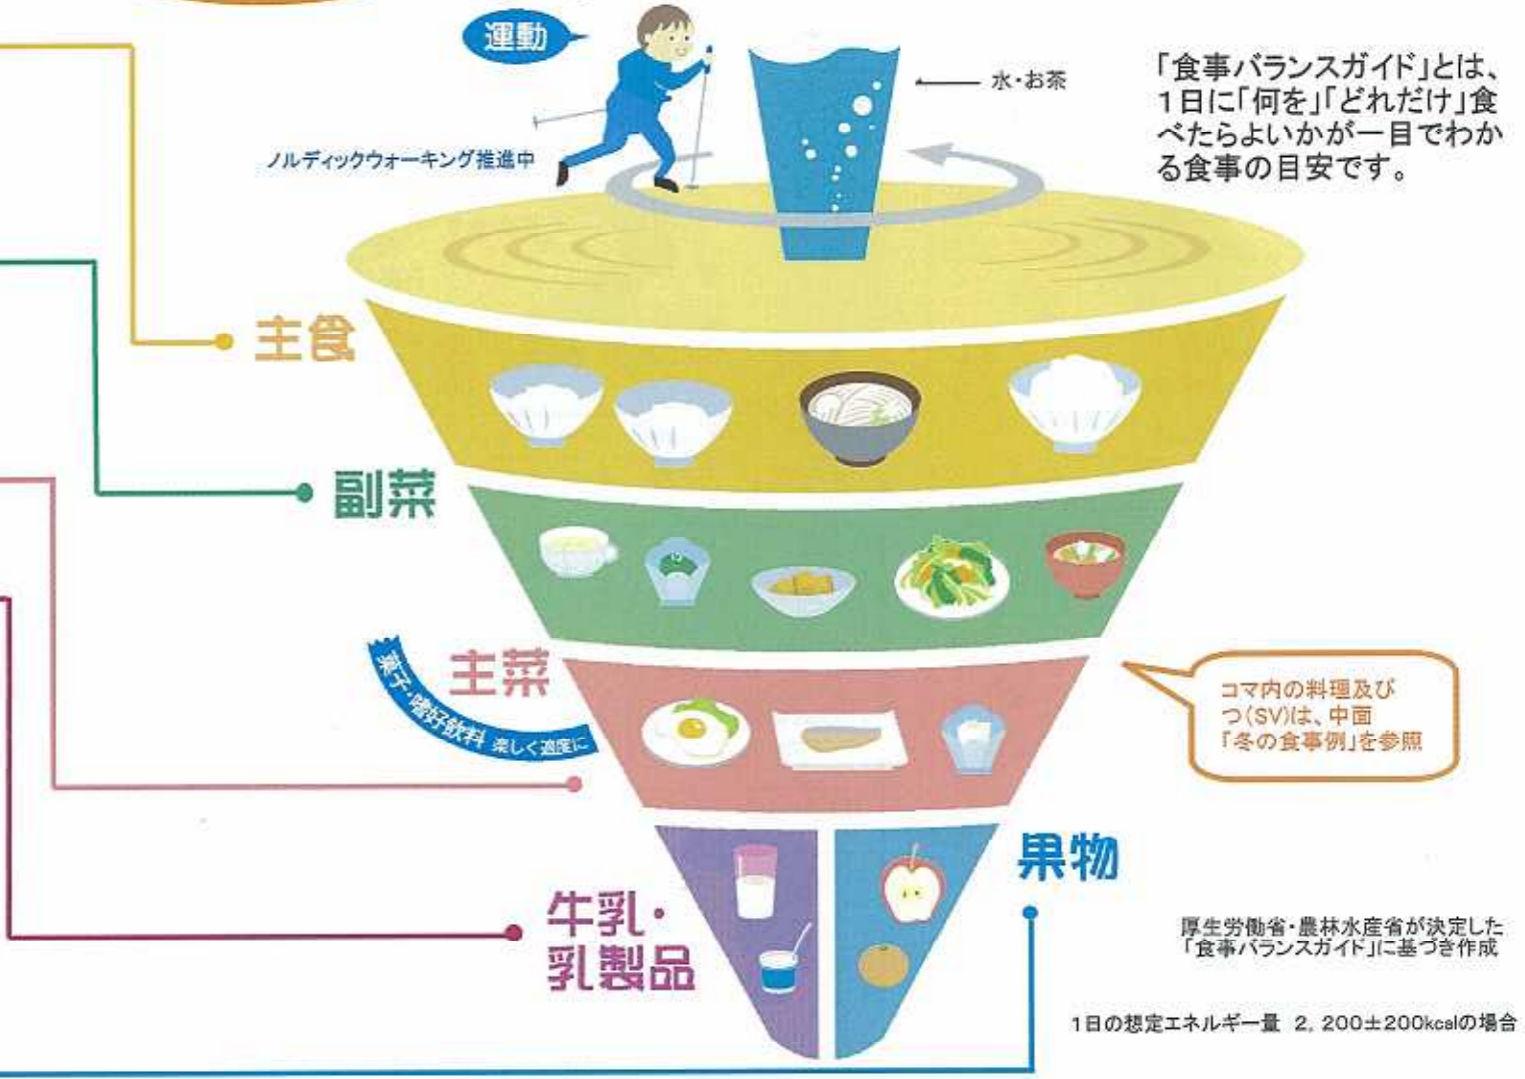 運動
水・お茶
「食事バランスガイド」とは、
1日に「何を」「どれだけ」食
べたらよいかが一目でわか
る食事の目安です。
ノルディックウォーキング推進中
主食
副菜
主菜
菓子・嗜好飲料 楽しく適度に
コマ内の料理及び
つ(SV)は、中面
「冬の食事例」を参照
果物
牛乳・
乳製品
厚生労働省・農林水産省が決定した
「食事バランスガイド」に基づき作成
1日の想定エネルギー量 2,200±200kcalの場合